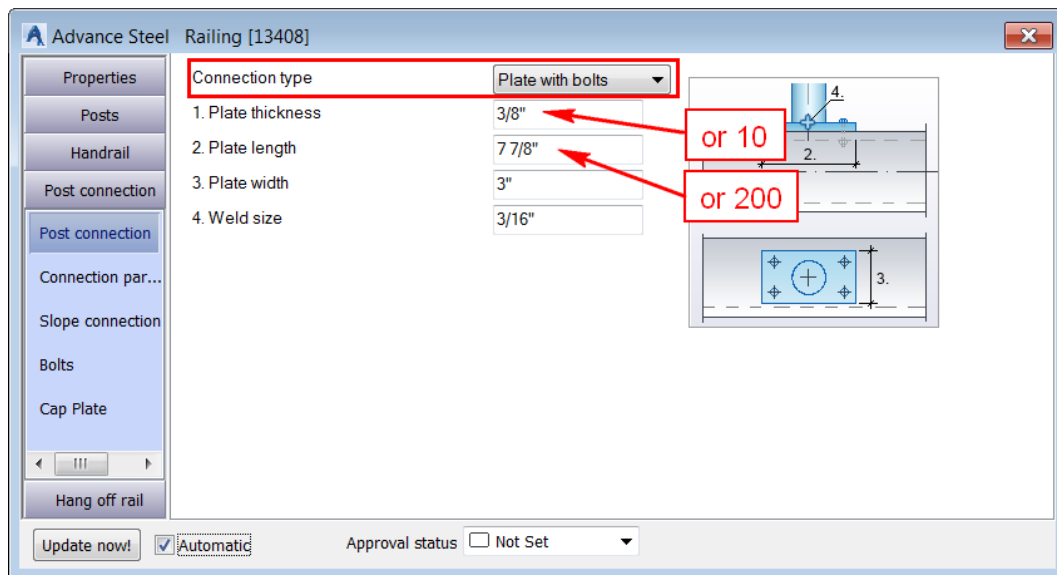 Advance Steel Railing [13408]
Properties
Posts
Handrail
Post connection
Post connection
Connection par...
Slope connection
Bolts
Cap Plate
Hang off rail
Connection type Plate with bolts
1. Plate thickness 3/8"
2. Plate length 7 7/8"
3. Plate width 3"
4. Weld size 3/16"
or 10
or 200
4.
2.
3.
Update now! Automatic Approval status Not Set